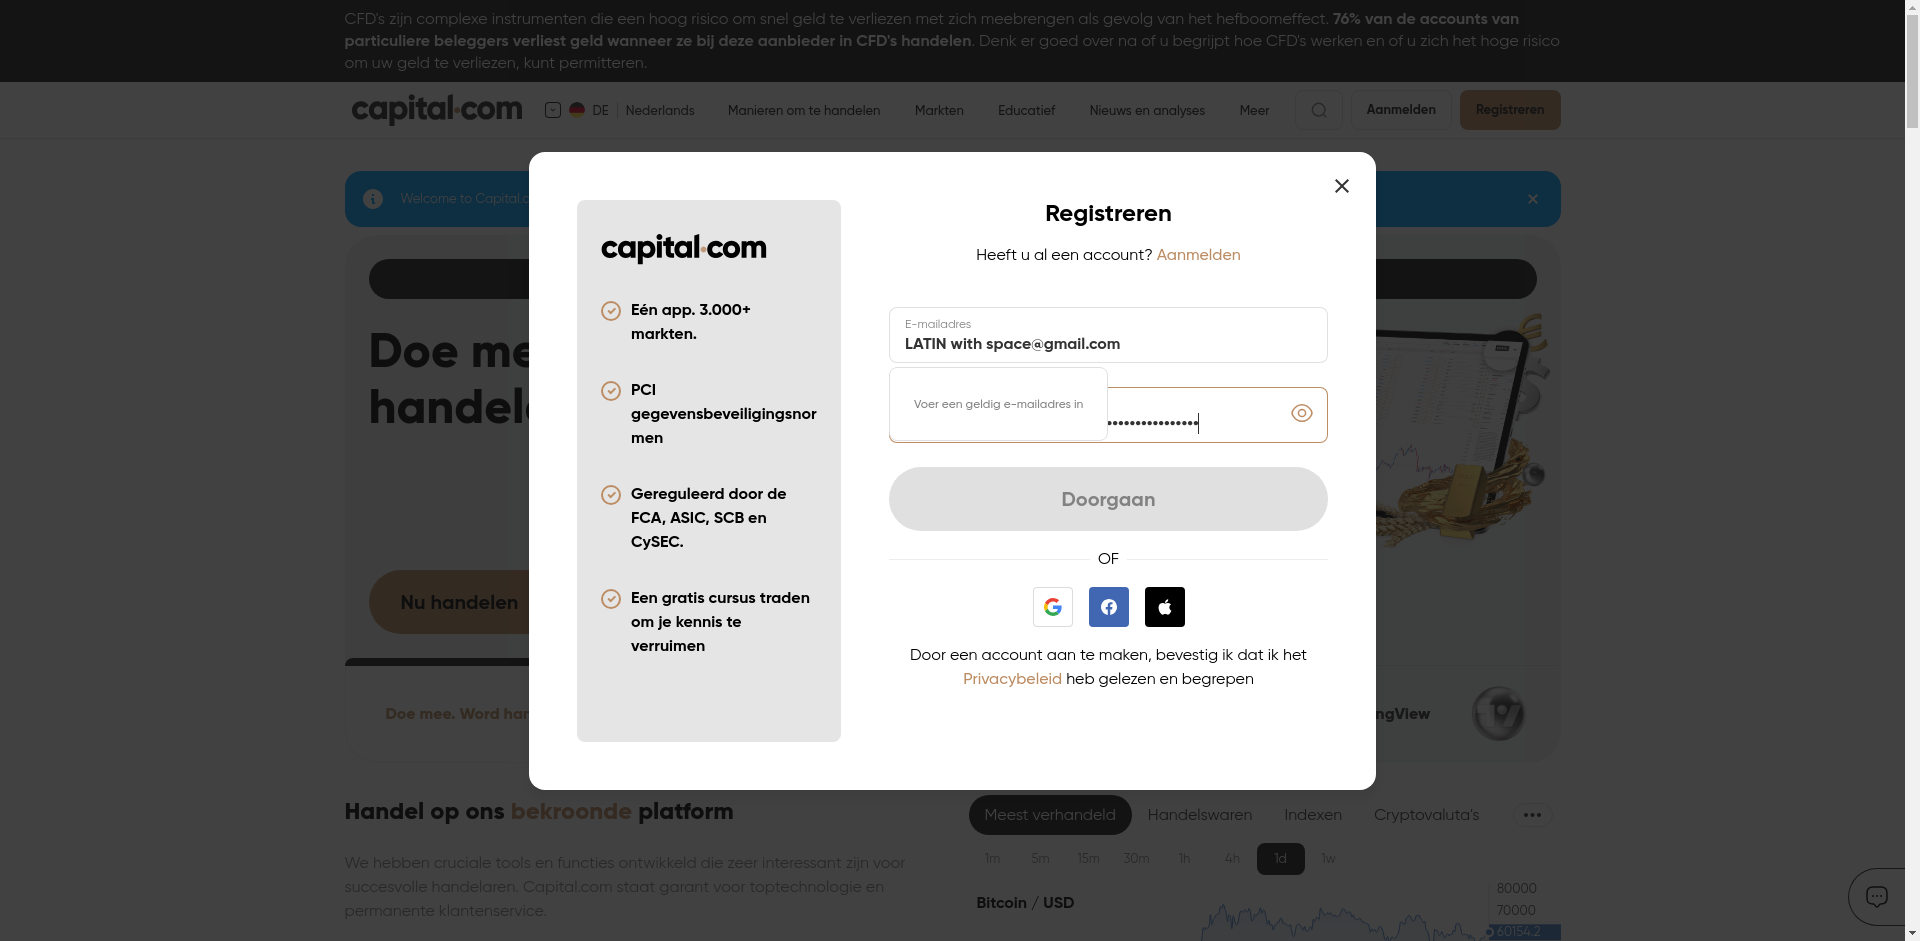 CFD's zijn complexe instrumenten die een hoog risico om snel geld te verliezen met zich meebrengen als gevolg van het hefboomeffect. 76% van de accounts van
particuliere beleggers verliest geld wanneer ze bij deze aanbieder in CFD's handelen. Denk er goed over na of u begrijpt hoe CFD's werken en of u zich het hoge risico
om uw geld te verliezen, kunt permitteren.
capital.com
DE | Nederlands
Manieren om te handelen
Markten
Educatief
Nieuws en analyses
Meer
Aanmelden
Registreren
Welcome to Capital.c
Doe me
handel
Nu handelen
Doe mee. Word har
ngView
capital.com
Eén app. 3.000+
markten.
PCI
gegevensbeveiligingsnor
men
Gereguleerd door de
FCA, ASIC, SCB en
CySEC.
Een gratis cursus traden
om je kennis te
verruimen
Registreren
Heeft u al een account? Aanmelden
E-mailadres
LATIN with space@gmail.com
Voer een geldig e-mailadres in
Doorgaan
OF
Door een account aan te maken, bevestig ik dat ik het
Privacybeleid heb gelezen en begrepen
Handel op ons bekroonde platform
We hebben cruciale tools en functies ontwikkeld die zeer interessant zijn voor
succesvolle handelaren. Capital.com staat garant voor toptechnologie en
permanente klantenservice.
Meest verhandeld
Handelswaren
Indexen
Cryptovaluta's
1m 5m 15m 30m 1h 4h 1d 1w
Bitcoin / USD
80000
70000
60154.2